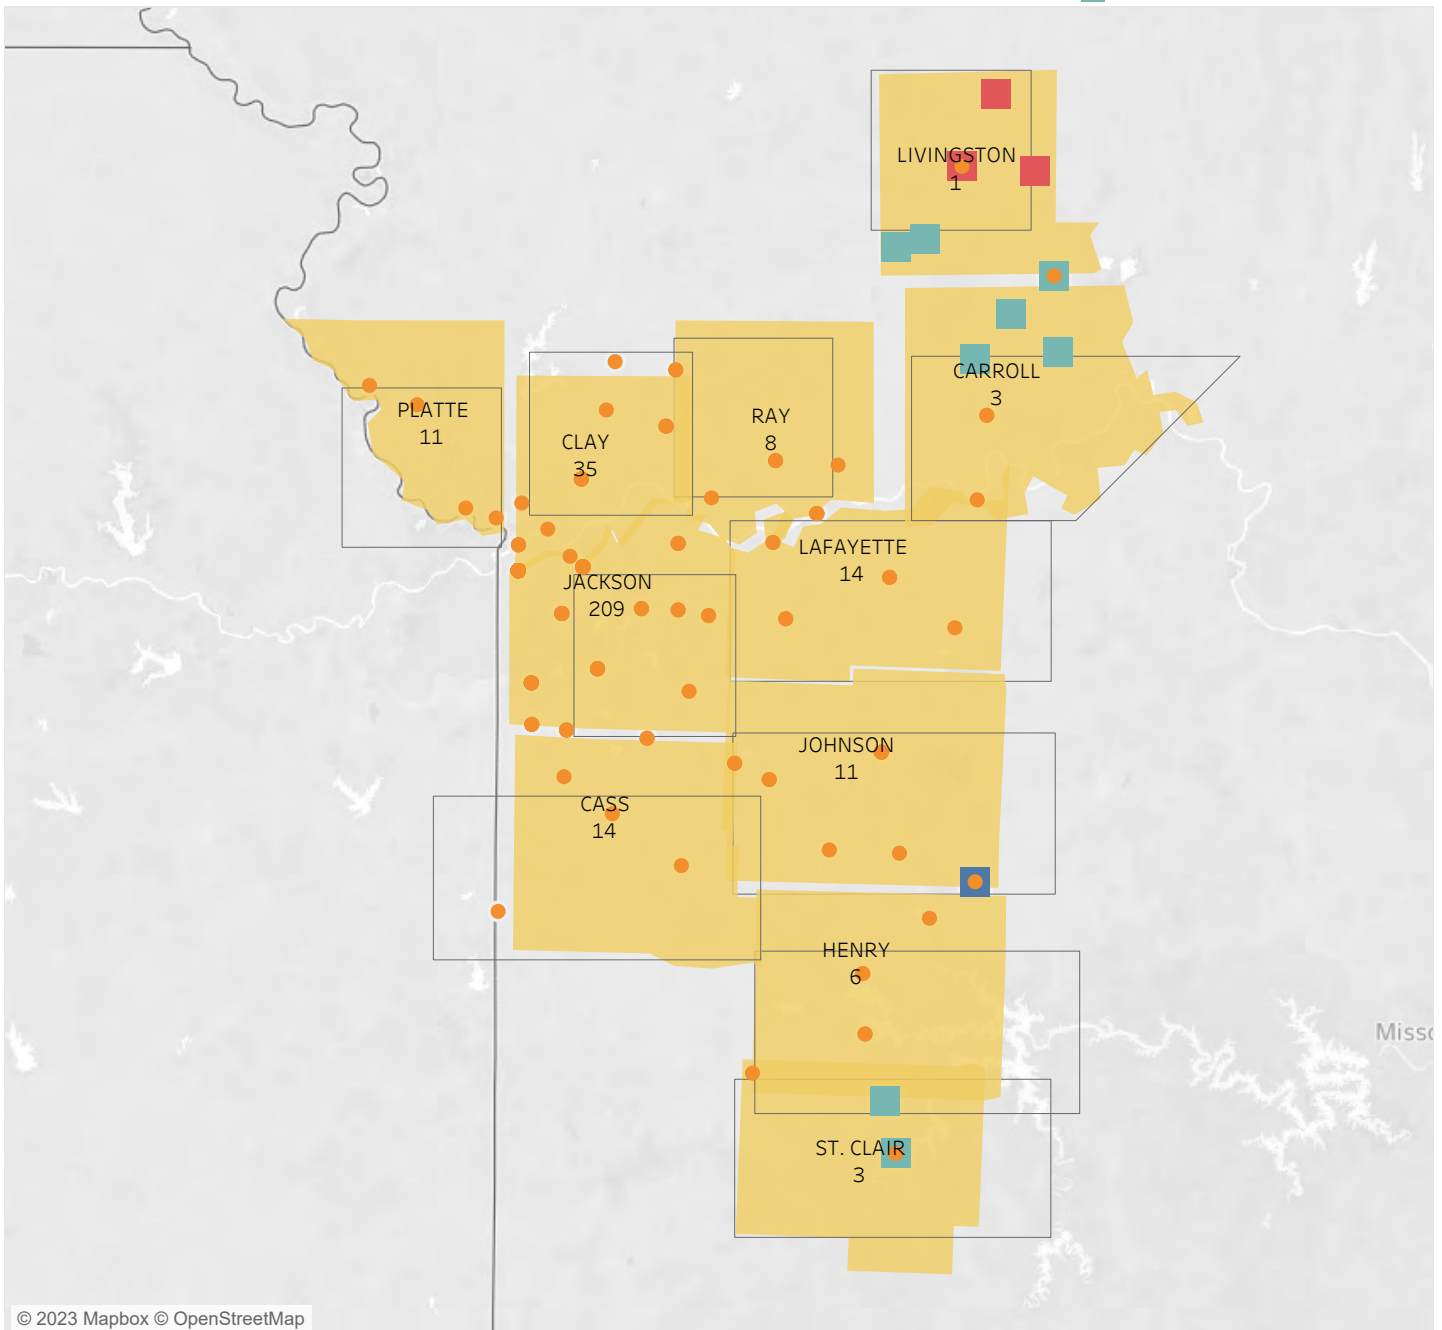 LIVINGSTON
1
CARROLL
3
PLATTE
11
RAY
8
CLAY
35
LAFAYETTE
14
JACKSON
209
JOHNSON
11
CASS
14
HENRY
6
Misso
ST. CLAIR
3
© 2023 Mapbox © OpenStreetMap